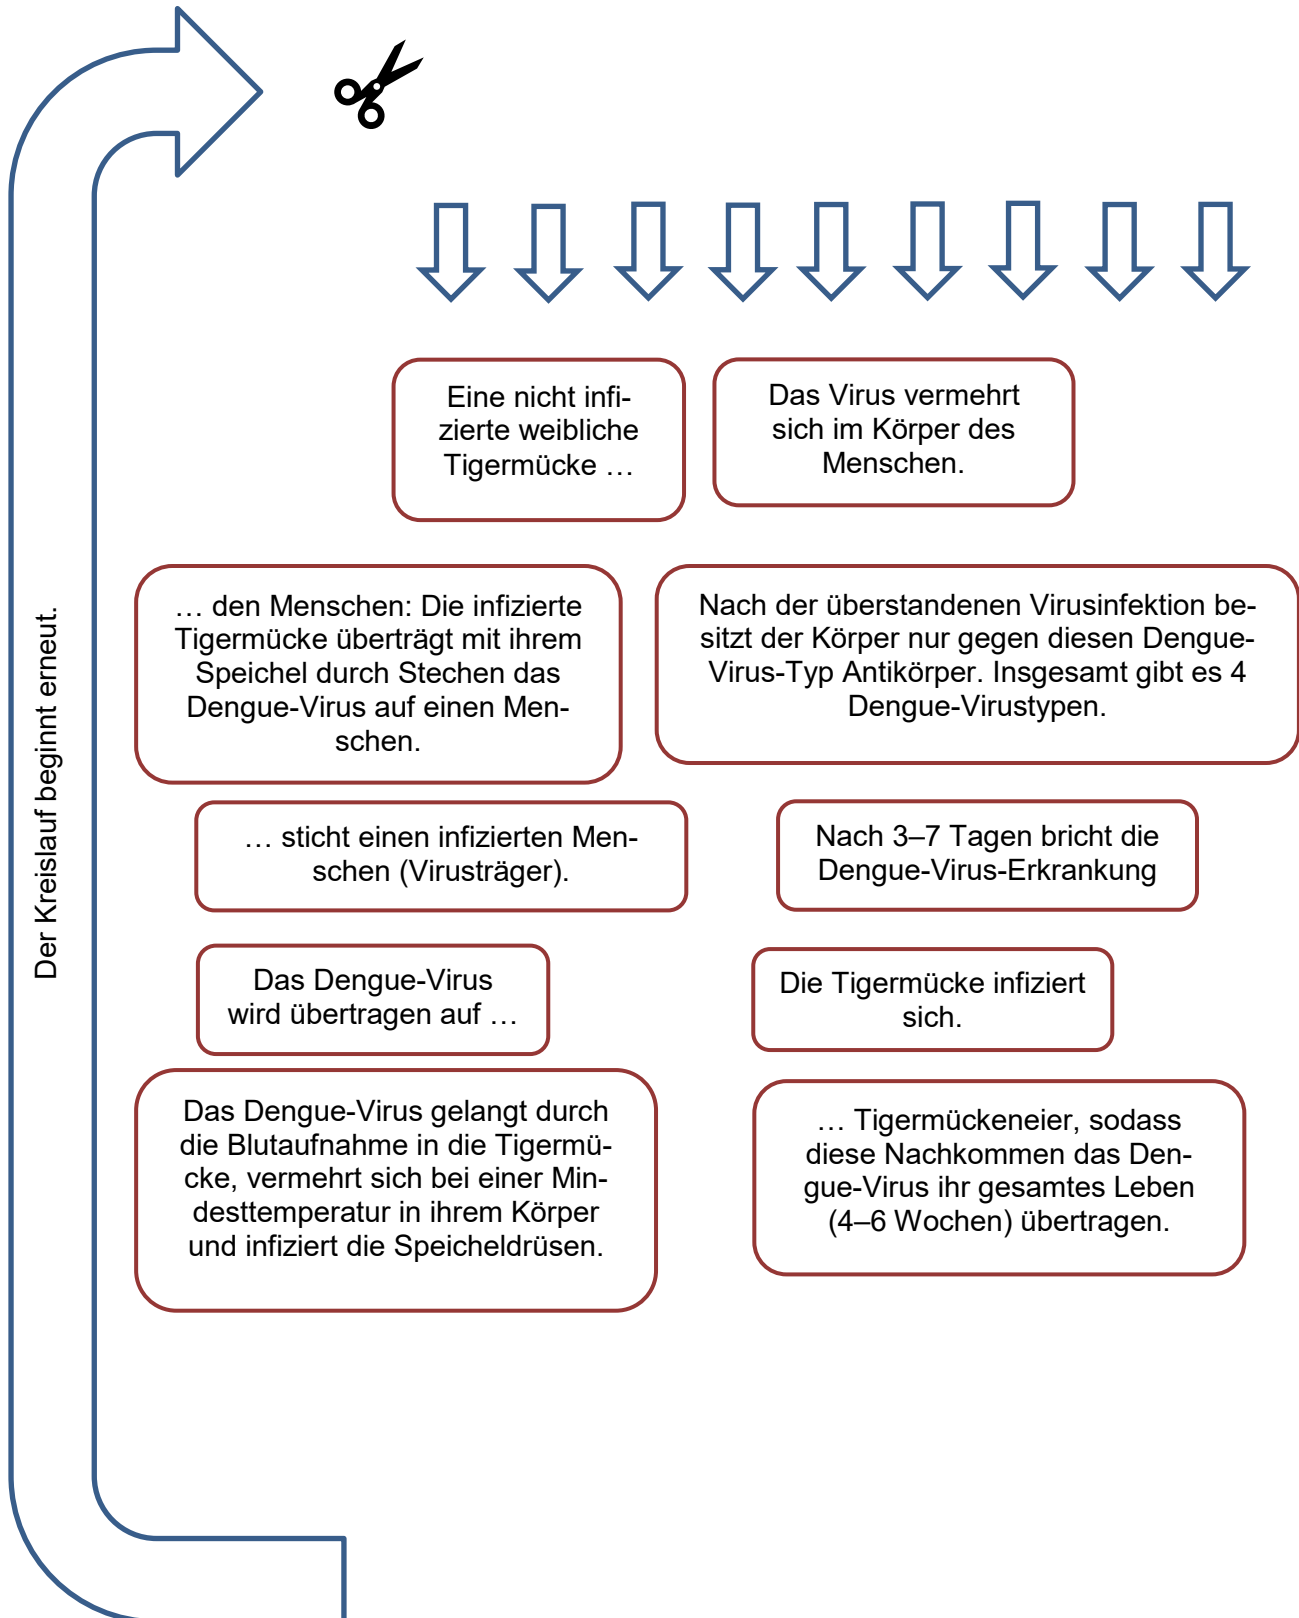 Eine nicht infi-
zierte weibliche
Tigermücke …
Das Virus vermehrt
sich im Körper des
Menschen.
… den Menschen: Die infizierte
Tigermücke überträgt mit ihrem
Speichel durch Stechen das
Dengue-Virus auf einen Men-
schen.
Nach der überstandenen Virusinfektion be-
sitzt der Körper nur gegen diesen Dengue-
Virus-Typ Antikörper. Insgesamt gibt es 4
Dengue-Virustypen.
… sticht einen infizierten Men-
schen (Virusträger).
Nach 3–7 Tagen bricht die
Dengue-Virus-Erkrankung
Das Dengue-Virus
wird übertragen auf …
Die Tigermücke infiziert
sich.
Das Dengue-Virus gelangt durch
die Blutaufnahme in die Tigermü-
cke, vermehrt sich bei einer Min-
desttemperatur in ihrem Körper
und infiziert die Speicheldrüsen.
… Tigermückeneier, sodass
diese Nachkommen das Den-
gue-Virus ihr gesamtes Leben
(4–6 Wochen) übertragen.
Der Kreislauf beginnt erneut.